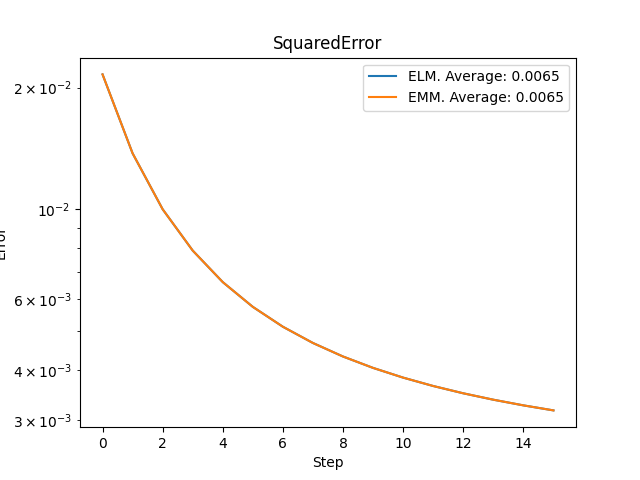 SquaredError
ELM. Average: 0.0065
EMM. Average: 0.0065
2 × 10⁻²
10⁻²
6 × 10⁻³
4 × 10⁻³
3 × 10⁻³
Error
0 2 4 6 8 10 12 14
Step